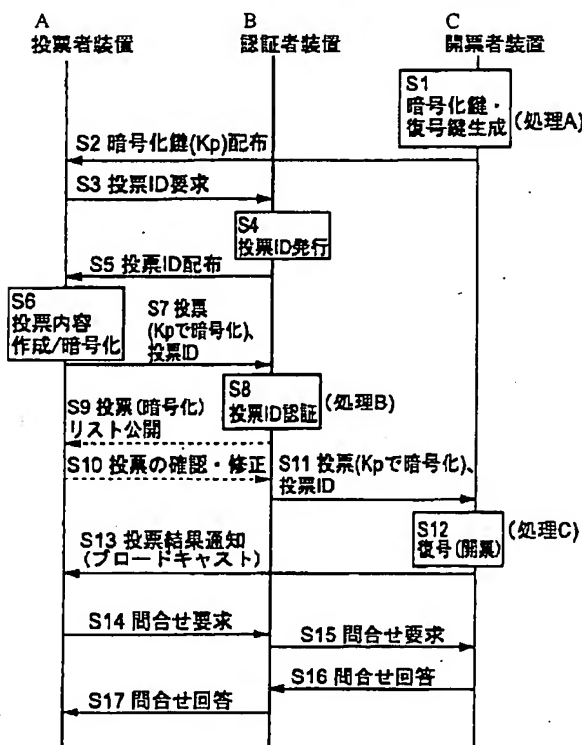 A
投票者装置
B
認証者装置
C
開票者装置
S1
暗号化鍵・
復号鍵生成
(処理A)
S2 暗号化鍵(Kp)配布
S3 投票ID要求
S4
投票ID発行
S5 投票ID配布
S6
投票内容
作成/暗号化
S7 投票
(Kpで暗号化)、
投票ID
S8
投票ID認証
(処理B)
S9 投票(暗号化)
リスト公開
S10 投票の確認・修正
S11 投票(Kpで暗号化)、
投票ID
S12
復号(開票)
(処理C)
S13 投票結果通知
(ブロードキャスト)
S14 問合せ要求
S15 問合せ要求
S16 問合せ回答
S17 問合せ回答